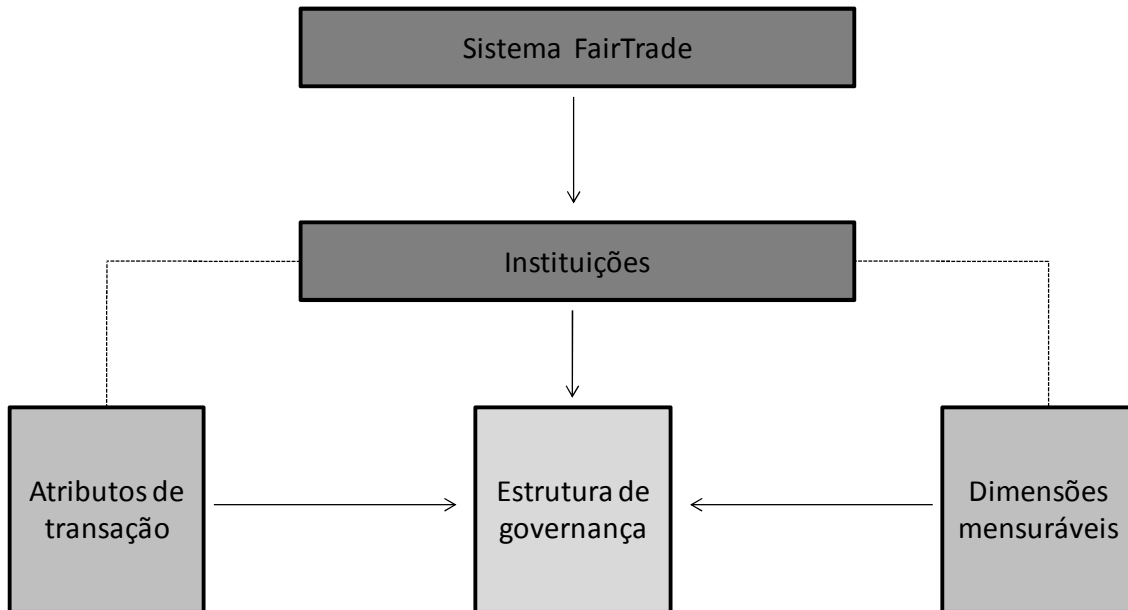 Sistema FairTrade
Instituições
Atributos de
transação
Estrutura de
governança
Dimensões
mensuráveis